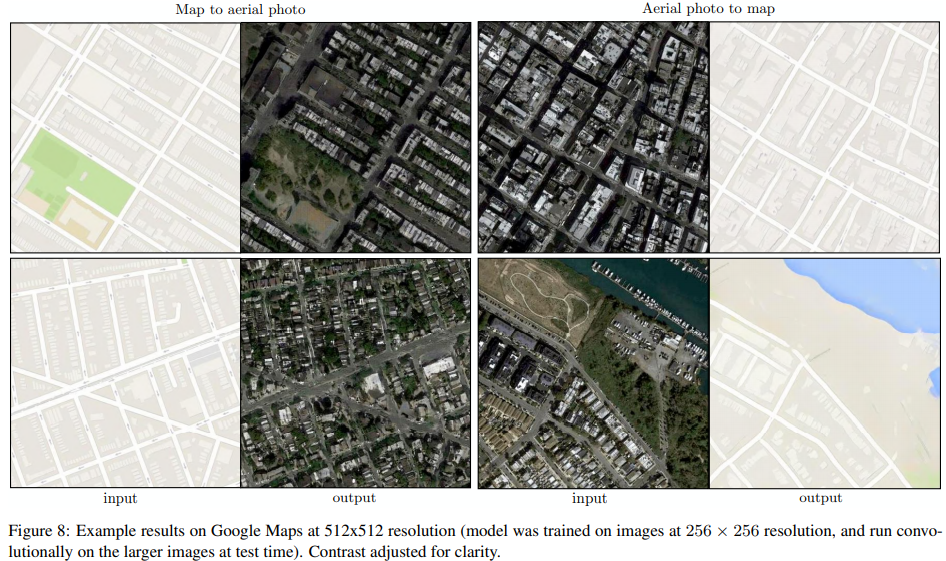 Map to aerial photo
Aerial photo to map
input
output
input
output
Figure 8: Example results on Google Maps at 512x512 resolution (model was trained on images at 256 × 256 resolution, and run convo-
lutionally on the larger images at test time). Contrast adjusted for clarity.